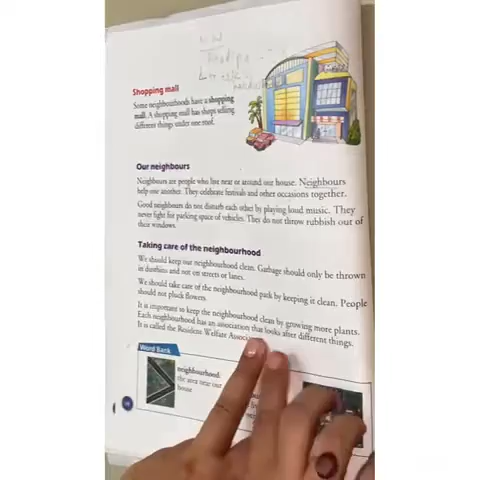 Shopping mall
Some neighbourhoods have a shopping
mall. A shopping mall has shops selling
different things under one roof.
Our neighbours
Neighbours are people who live near or around our house. Neighbours
help one another. They celebrate festivals and other occasions together.
Good neighbours do not disturb each other by playing loud music. They
never fight for parking space of vehicles. They do not throw rubbish out of
their windows.
Taking care of the neighbourhood
We should keep our neighbourhood clean. Garbage should only be thrown
in dustbins and not on streets or lanes.
We should take care of the neighbourhood park by keeping it clean. People
should not pluck flowers.
It is important to keep the neighbourhood clean by growing more plants.
Each neighbourhood has an association that looks after different things.
It is called the Resident Welfare
Word Bank
neighbourhood:
the area near our
house